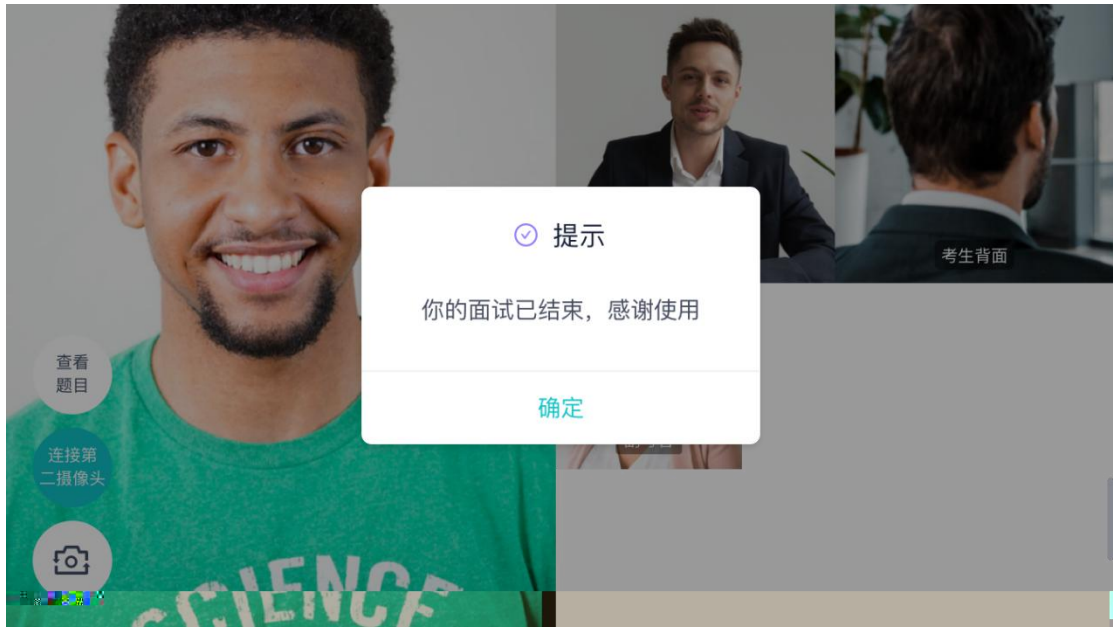 提示
考生背面
你的面试已结束，感谢使用
查看
题目
确定
连接第
二摄像头
SCIENCE